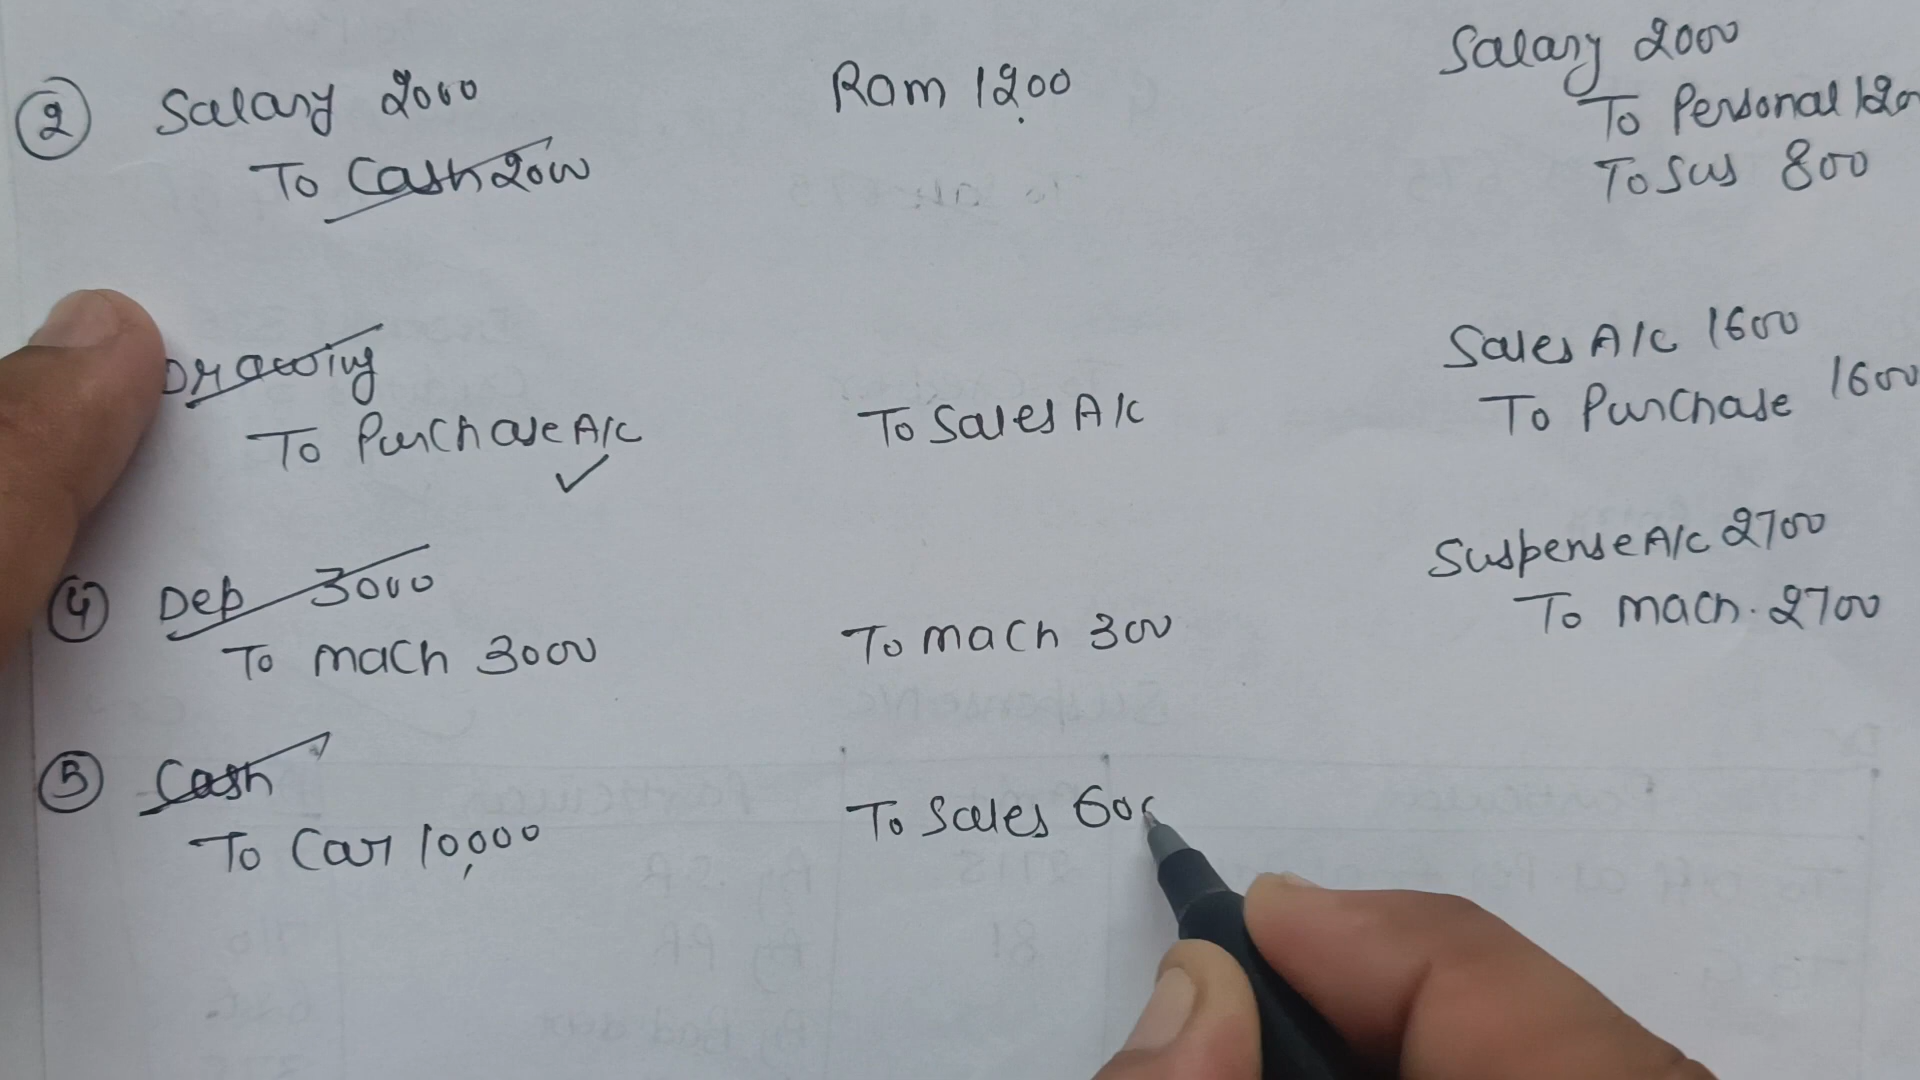 2 Salary 2000 Ram 1200 Salary 2000
To Cash 2000 To Personal 120
To Sus 800
Drawing Sales A/c 1600
To Purchase A/c To Sales A/c To Purchase 1600
4 Dep 3000 Suspense A/c 2700
To mach 3000 To mach 300 To mach. 2700
5 Cash
To Car 10,000 To Sales 600